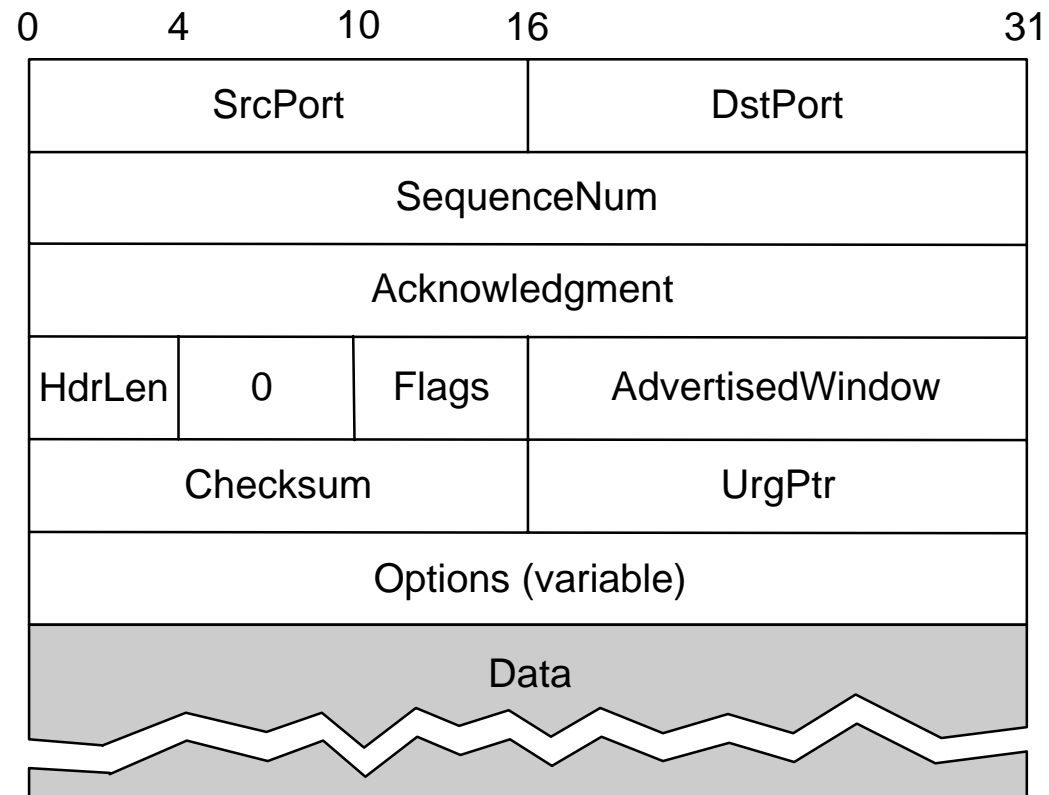 0 4 10 16 31
SrcPort DstPort
SequenceNum
Acknowledgment
HdrLen 0 Flags AdvertisedWindow
Checksum UrgPtr
Options (variable)
Data